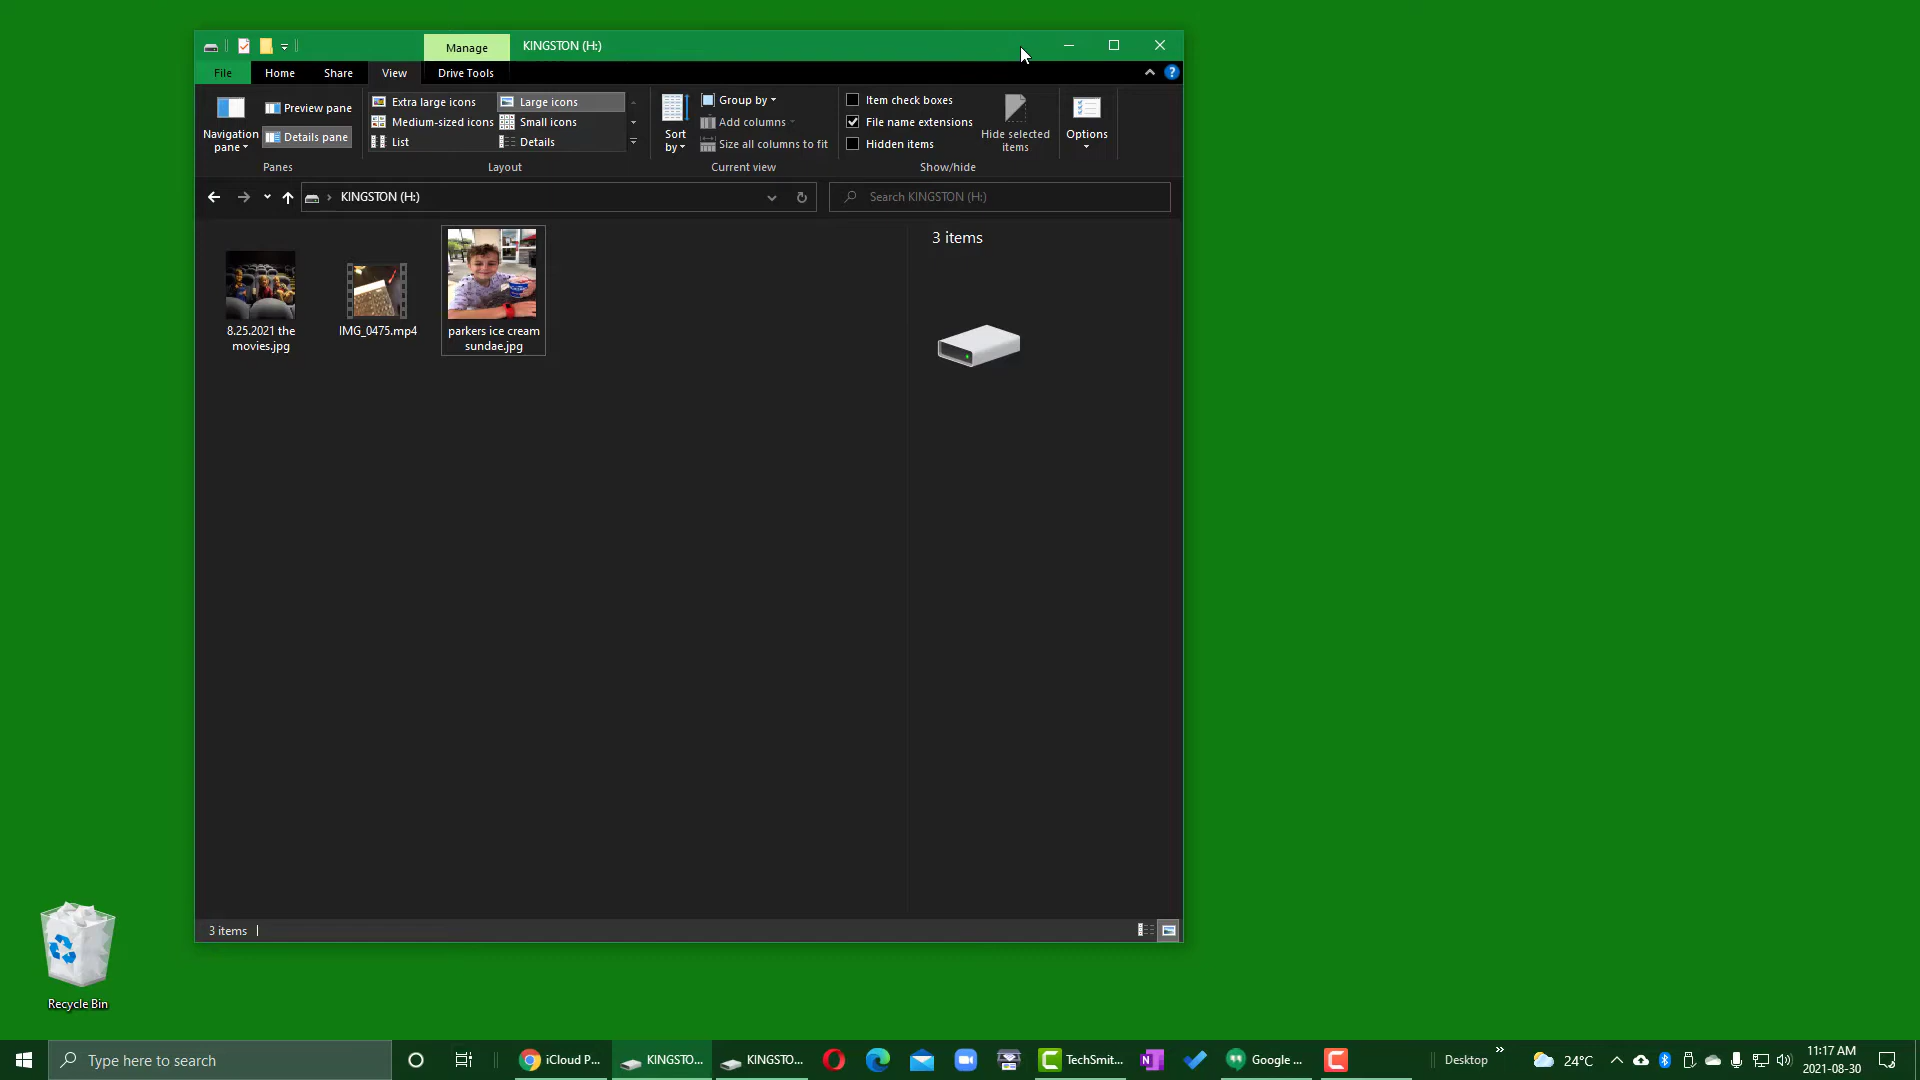 Manage
KINGSTON (H:)
File
Home
Share
View
Drive Tools
Navigation
pane
Preview pane
Details pane
Panes
Extra large icons
Large icons
Medium-sized icons
Small icons
List
Details
Layout
Sort
by
Group by
Add columns
Size all columns to fit
Current view
Item check boxes
File name extensions
Hidden items
Hide selected
items
Show/hide
Options
KINGSTON (H:)
Search KINGSTON (H:)
8.25.2021 the
movies.jpg
IMG_0475.mp4
parkers ice cream
sundae.jpg
3 items
3 items
Recycle Bin
Type here to search
iCloud P...
KINGSTO...
KINGSTO...
TechSmit...
Google ...
Desktop
24°C
11:17 AM
2021-08-30